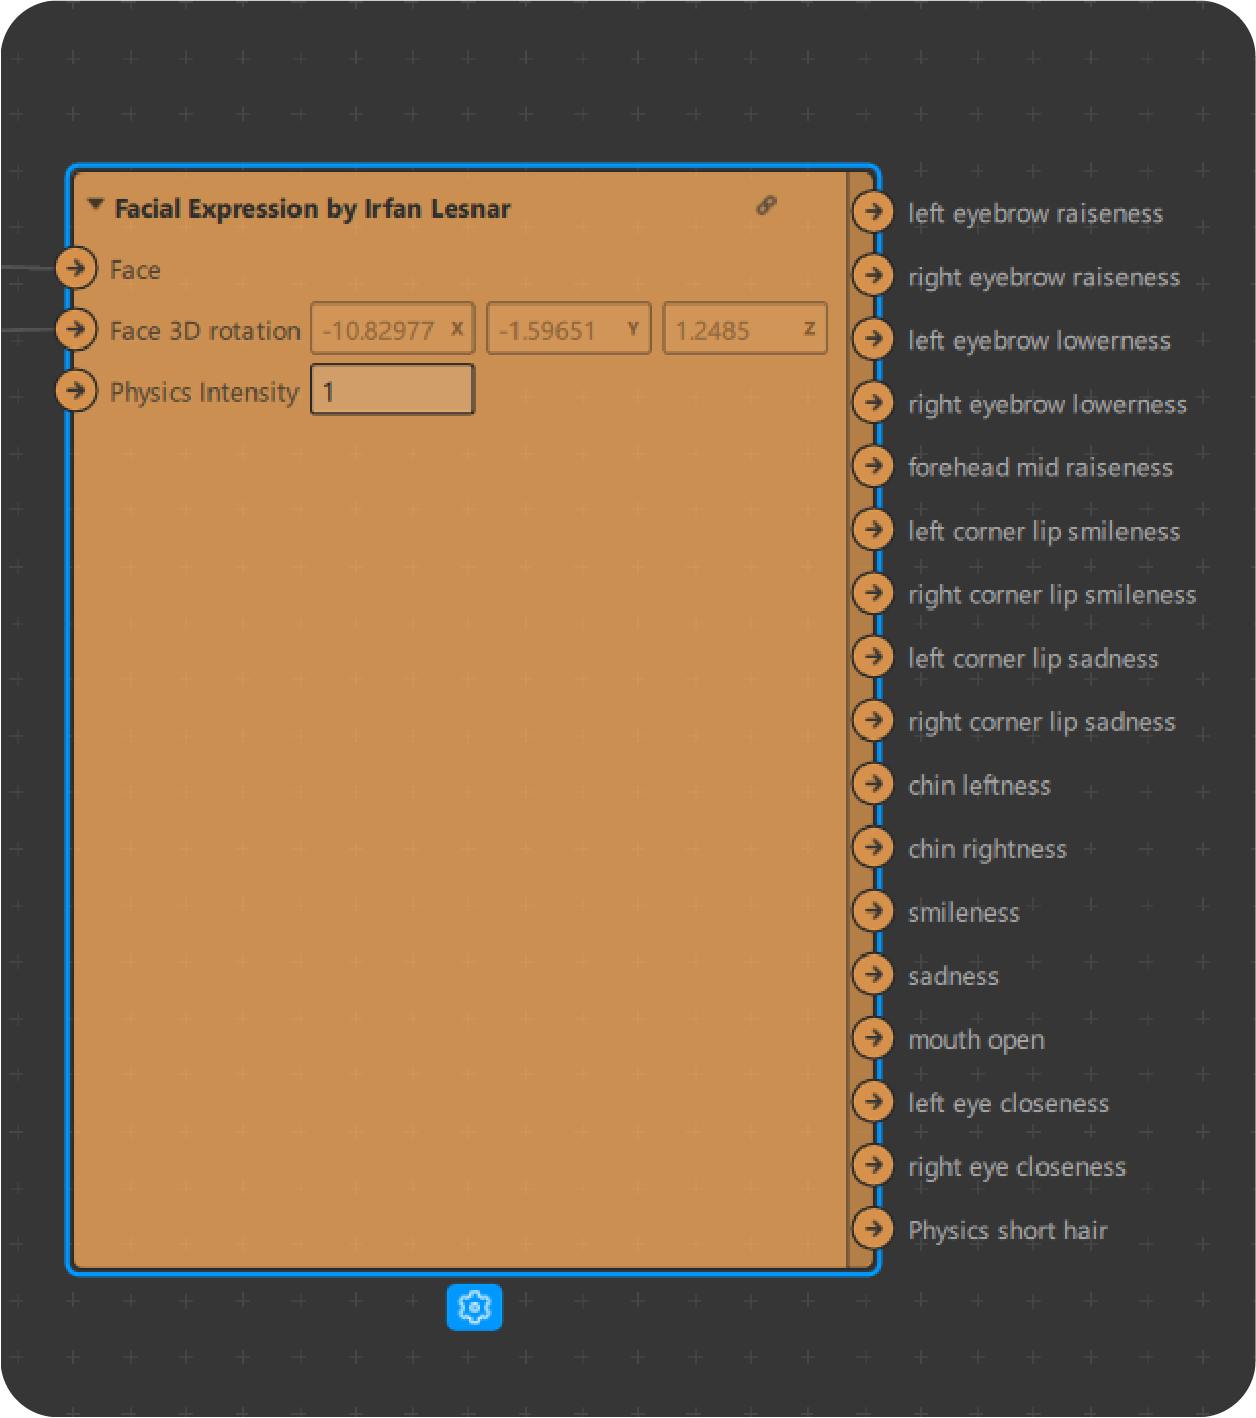 Facial Expression by Irfan Lesnar
Face
Face 3D rotation -10.82977 X -1.59651 Y 1.2485 Z
Physics Intensity 1
left eyebrow raiseness
right eyebrow raiseness
left eyebrow lowerness
right eyebrow lowerness
forehead mid raiseness
left corner lip smileness
right corner lip smileness
left corner lip sadness
right corner lip sadness
chin leftness
chin rightness
smileness
sadness
mouth open
left eye closeness
right eye closeness
Physics short hair